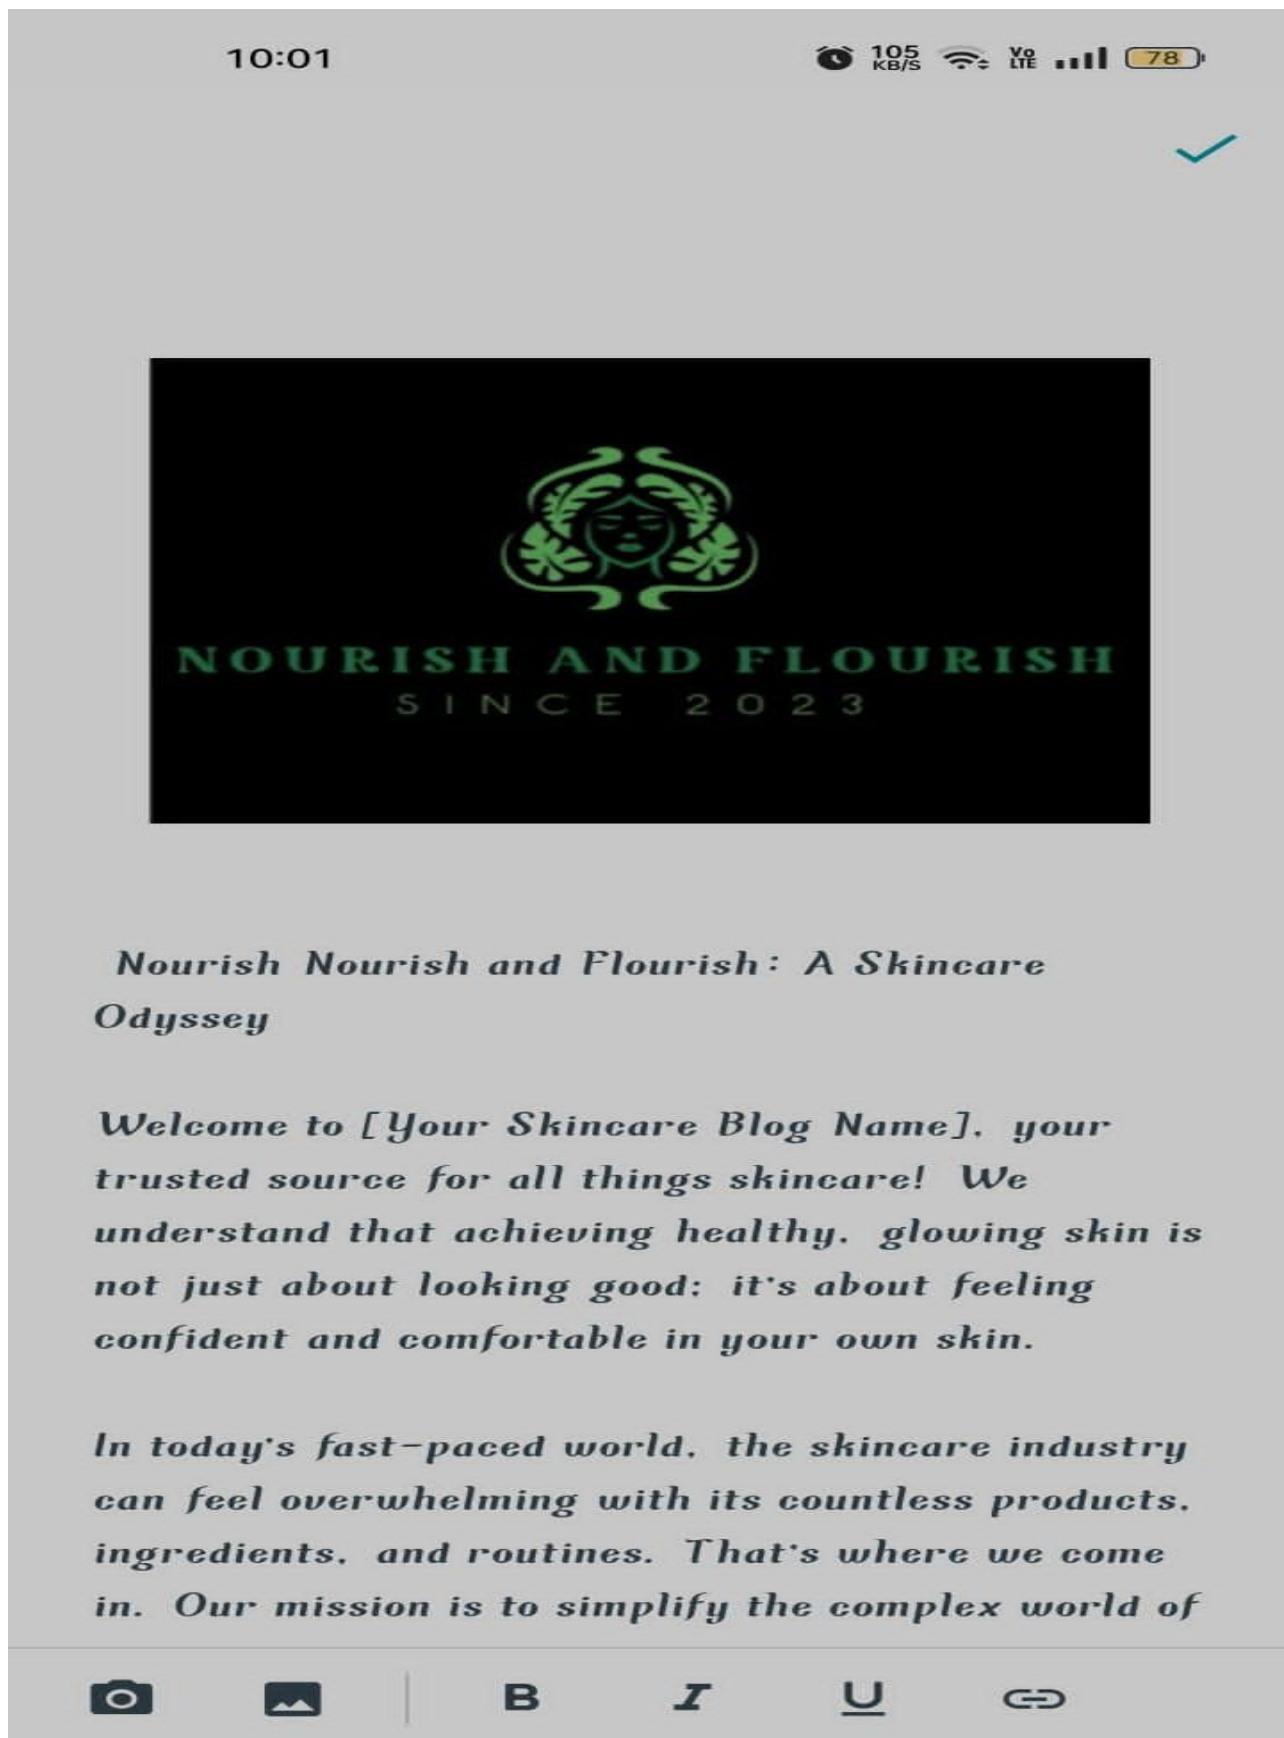 10:01
105
KB/S
Vo
LTE
78
NOURISH AND FLOURISH
SINCE 2023
Nourish Nourish and Flourish: A Skincare
Odyssey
Welcome to [Your Skincare Blog Name], your
trusted source for all things skincare! We
understand that achieving healthy, glowing skin is
not just about looking good; it's about feeling
confident and comfortable in your own skin.
In today's fast-paced world, the skincare industry
can feel overwhelming with its countless products,
ingredients, and routines. That's where we come
in. Our mission is to simplify the complex world of
B I U